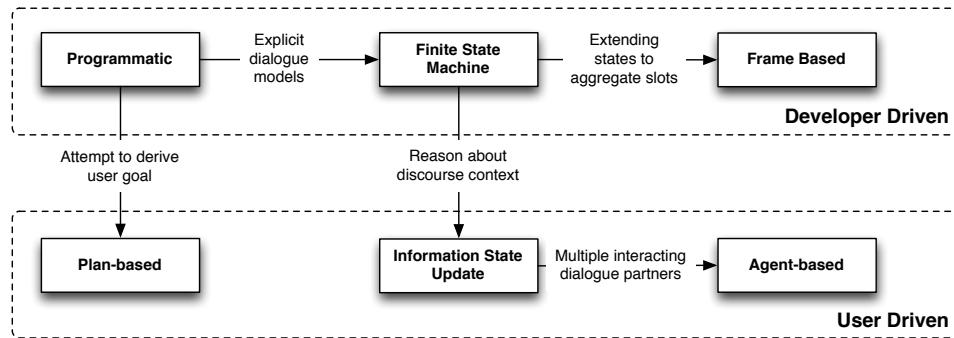 Programmatic
Explicit
dialogue
models
Finite State
Machine
Extending
states to
aggregate slots
Frame Based
Developer Driven
Attempt to derive
user goal
Reason about
discourse context
Plan-based
Information State
Update
Multiple interacting
dialogue partners
Agent-based
User Driven